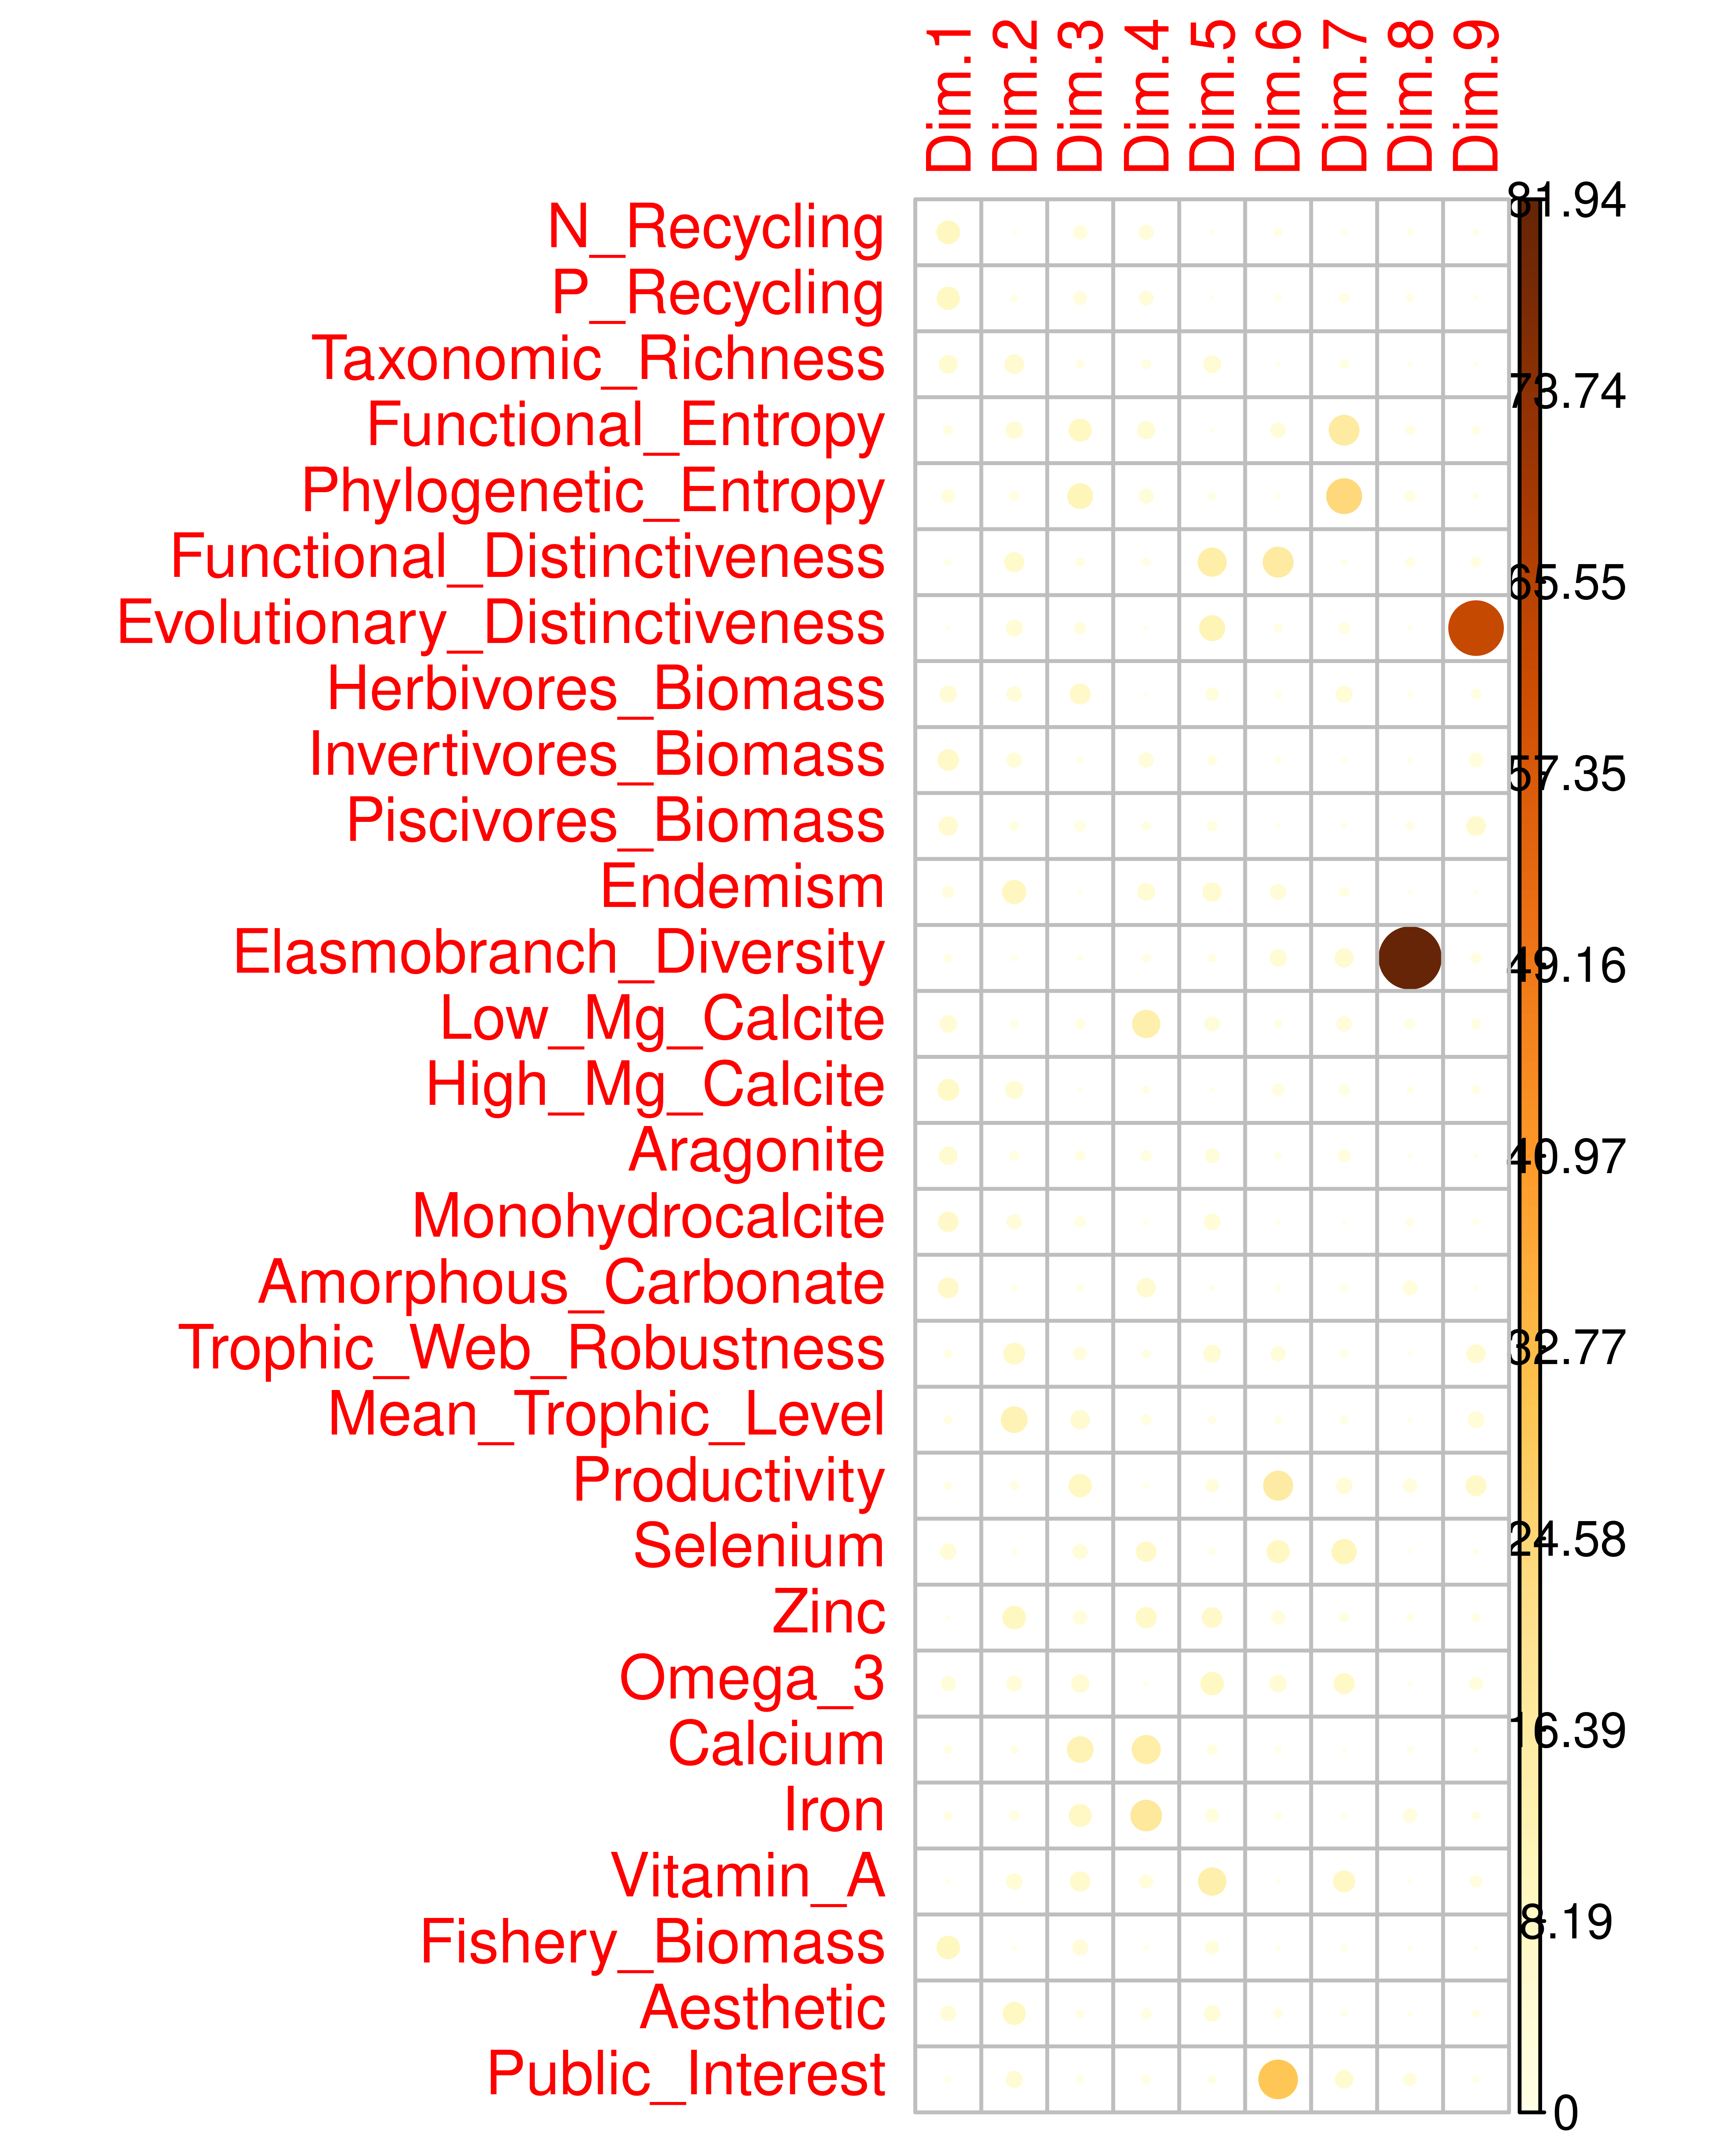 Dim.1 Dim.2 Dim.3 Dim.4 Dim.5 Dim.6 Dim.7 Dim.8 Dim.9
81.94
N_Recycling
P_Recycling
Taxonomic_Richness
73.74
Functional_Entropy
Phylogenetic_Entropy
Functional_Distinctiveness
65.55
Evolutionary_Distinctiveness
Herbivores_Biomass
Invertivores_Biomass
57.35
Piscivores_Biomass
Endemism
Elasmobranch_Diversity
49.16
Low_Mg_Calcite
High_Mg_Calcite
Aragonite
40.97
Monohydrocalcite
Amorphous_Carbonate
Trophic_Web_Robustness
32.77
Mean_Trophic_Level
Productivity
Selenium
24.58
Zinc
Omega_3
Calcium
16.39
Iron
Vitamin_A
8.19
Fishery_Biomass
Aesthetic
Public_Interest
0